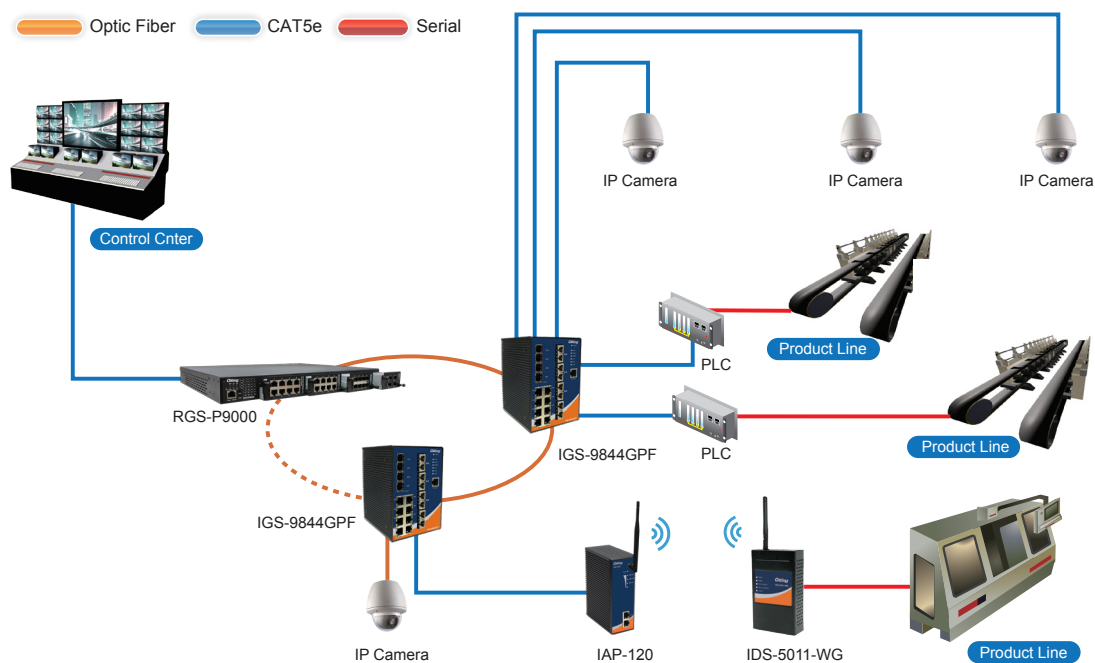 Optic Fiber
CAT5e
Serial
IP Camera
IP Camera
IP Camera
Control Cnter
PLC
Product Line
RGS-P9000
IGS-9844GPF
PLC
Product Line
IGS-9844GPF
IP Camera
IAP-120
IDS-5011-WG
Product Line